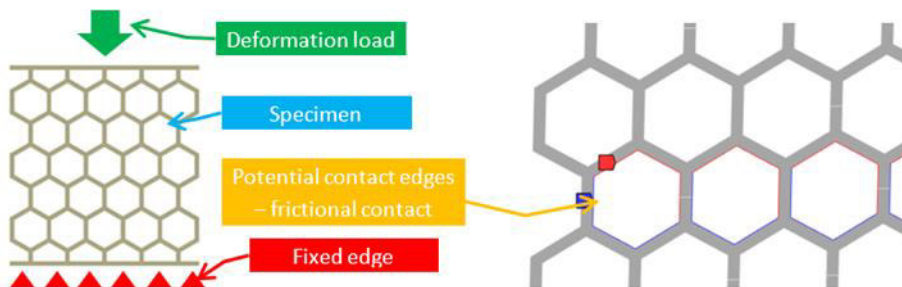 Deformation load
Specimen
Potential contact edges
– frictional contact
Fixed edge